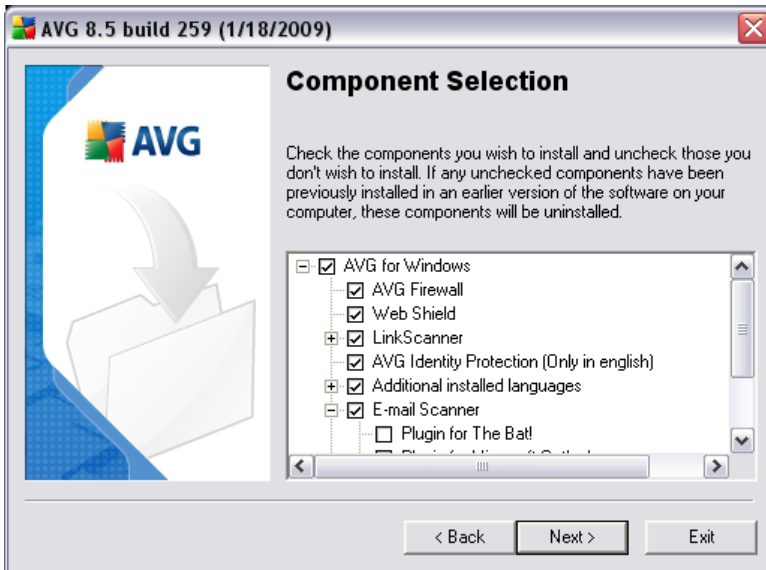 AVG 8.5 build 259 (1/18/2009)
AVG
Component Selection
Check the components you wish to install and uncheck those you
don't wish to install. If any unchecked components have been
previously installed in an earlier version of the software on your
computer, these components will be uninstalled.
AVG for Windows
AVG Firewall
Web Shield
LinkScanner
AVG Identity Protection (Only in english)
Additional installed languages
E-mail Scanner
Plugin for The Bat!
< Back
Next >
Exit